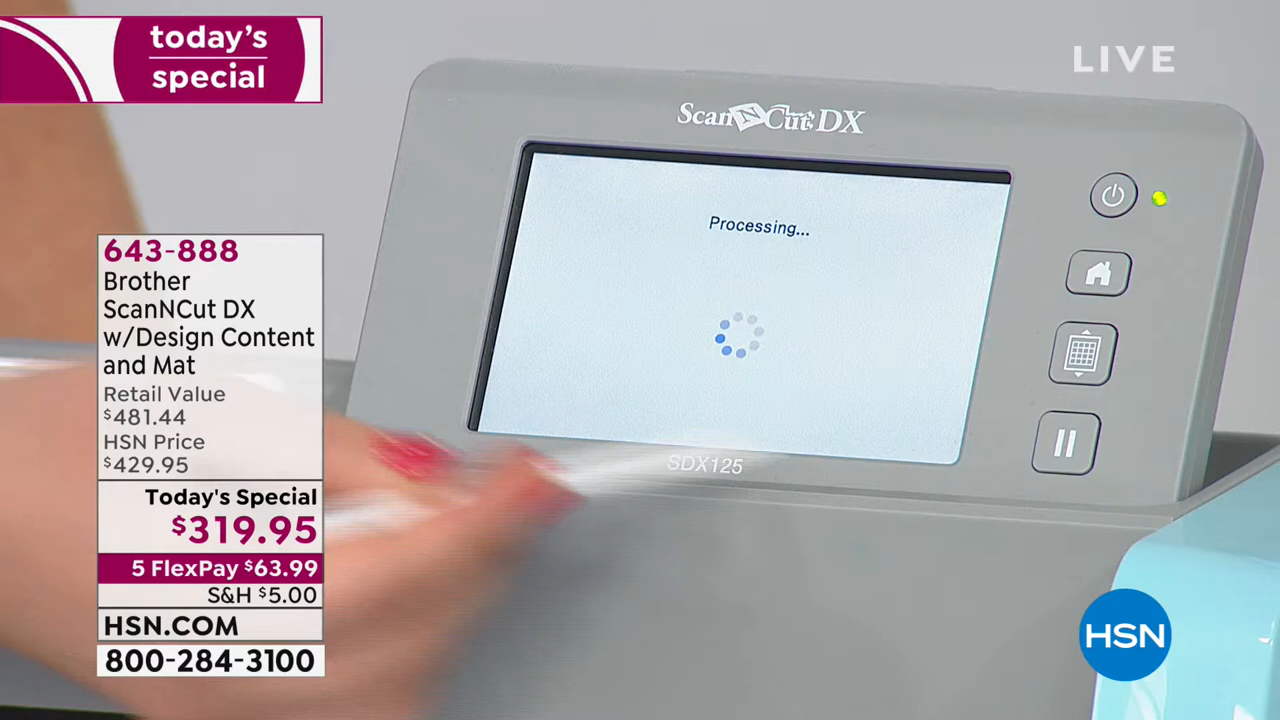 today's
special
LIVE
ScanNCut DX
Processing...
SDX125
643-888
Brother
ScanNCut DX
w/Design Content
and Mat
Retail Value
$481.44
HSN Price
$429.95
Today's Special
$319.95
5 FlexPay $63.99
S&H $5.00
HSN.COM
800-284-3100
HSN